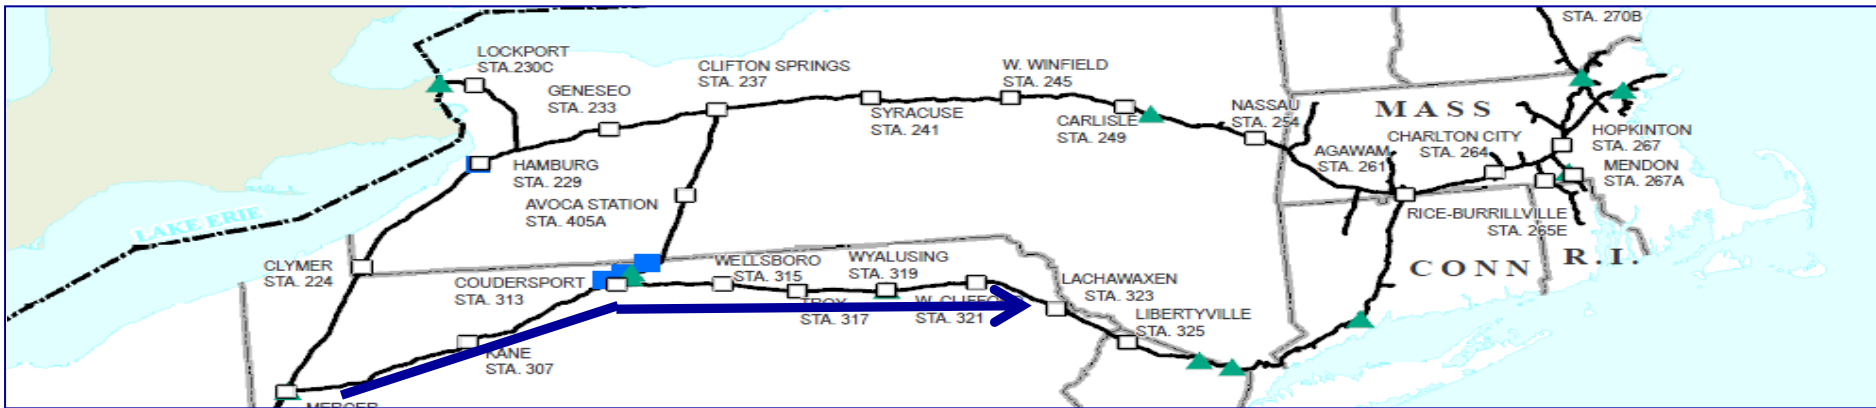 STA. 270B
LOCKPORT
STA.230C
CLIFTON SPRINGS
STA. 237
W. WINFIELD
STA. 245
GENESEO
STA. 233
SYRACUSE
STA. 241
CARLISLE
STA. 249
NASSAU
STA. 254
MASS
CHARLTON CITY
STA. 264
HOPKINTON
STA. 267
AGAWAM
STA. 261
MENDON
STA. 267A
HAMBURG
STA. 229
AVOCA STATION
STA. 405A
RICE-BURRILLVILLE
STA. 265E
LAKE ERIE
CONN
R.I.
CLYMER
STA. 224
COUDERSPORT
STA. 313
WELLSBORO
STA. 315
WYALUSING
STA. 319
LACHAWAXEN
STA. 323
TROY
STA. 317
W. CLIFFORD
STA. 321
LIBERTYVILLE
STA. 325
KANE
STA. 307
MERCER